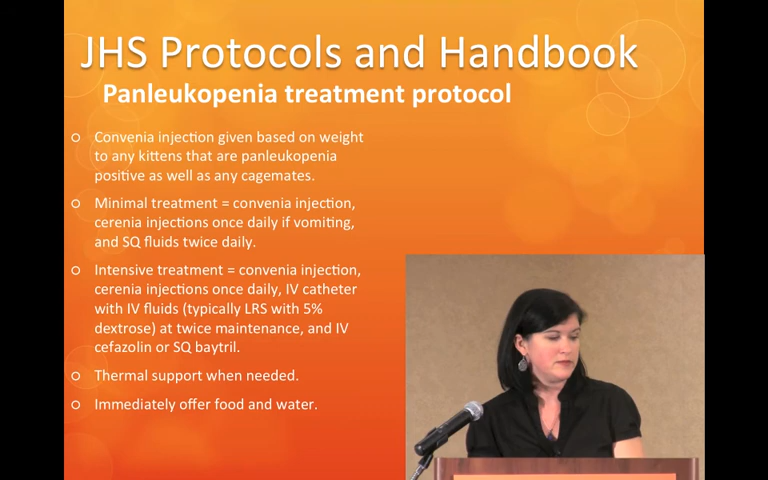 JHS Protocols and Handbook
Panleukopenia treatment protocol
Convenia injection given based on weight
to any kittens that are panleukopenia
positive as well as any cagemates.
Minimal treatment = convenia injection,
cerenia injections once daily if vomiting,
and SQ fluids twice daily.
Intensive treatment = convenia injection,
cerenia injections once daily, IV catheter
with IV fluids (typically LRS with 5%
dextrose) at twice maintenance, and IV
cefazolin or SQ baytril.
Thermal support when needed.
Immediately offer food and water.